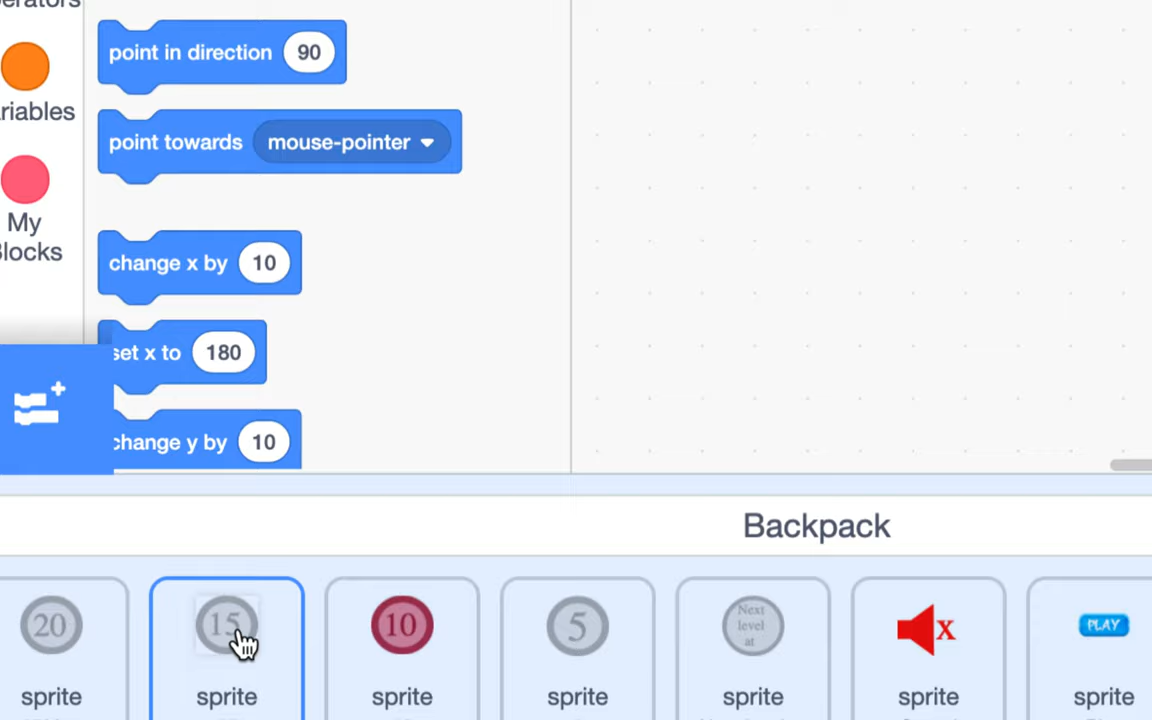 erators
point in direction 90
riables
point towards mouse-pointer
My
Blocks
change x by 10
set x to 180
change y by 10
Backpack
20
15
10
5
Next
level
at
x
PLAY
sprite
sprite
sprite
sprite
sprite
sprite
sprite